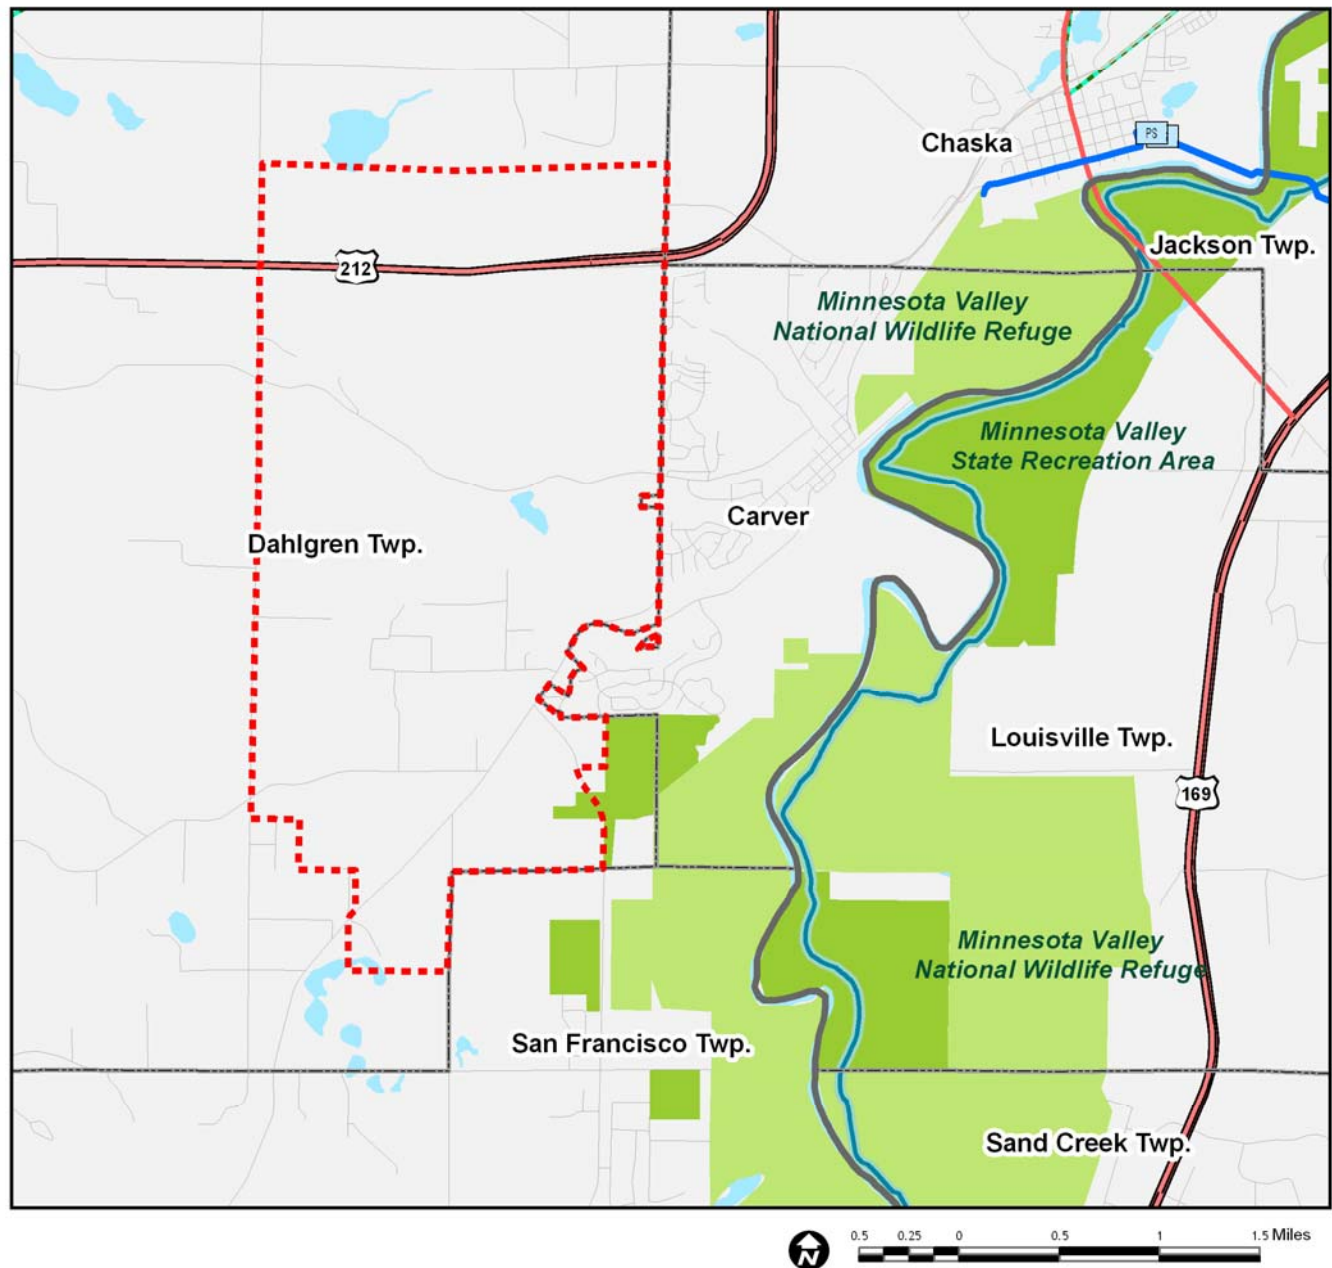 Chaska
PS
Jackson Twp.
212
Minnesota Valley
National Wildlife Refuge
Minnesota Valley
State Recreation Area
Carver
Dahlgren Twp.
Louisville Twp.
169
Minnesota Valley
National Wildlife Refuge
San Francisco Twp.
Sand Creek Twp.
N
0.5 0.25 0 0.5 1 1.5 Miles